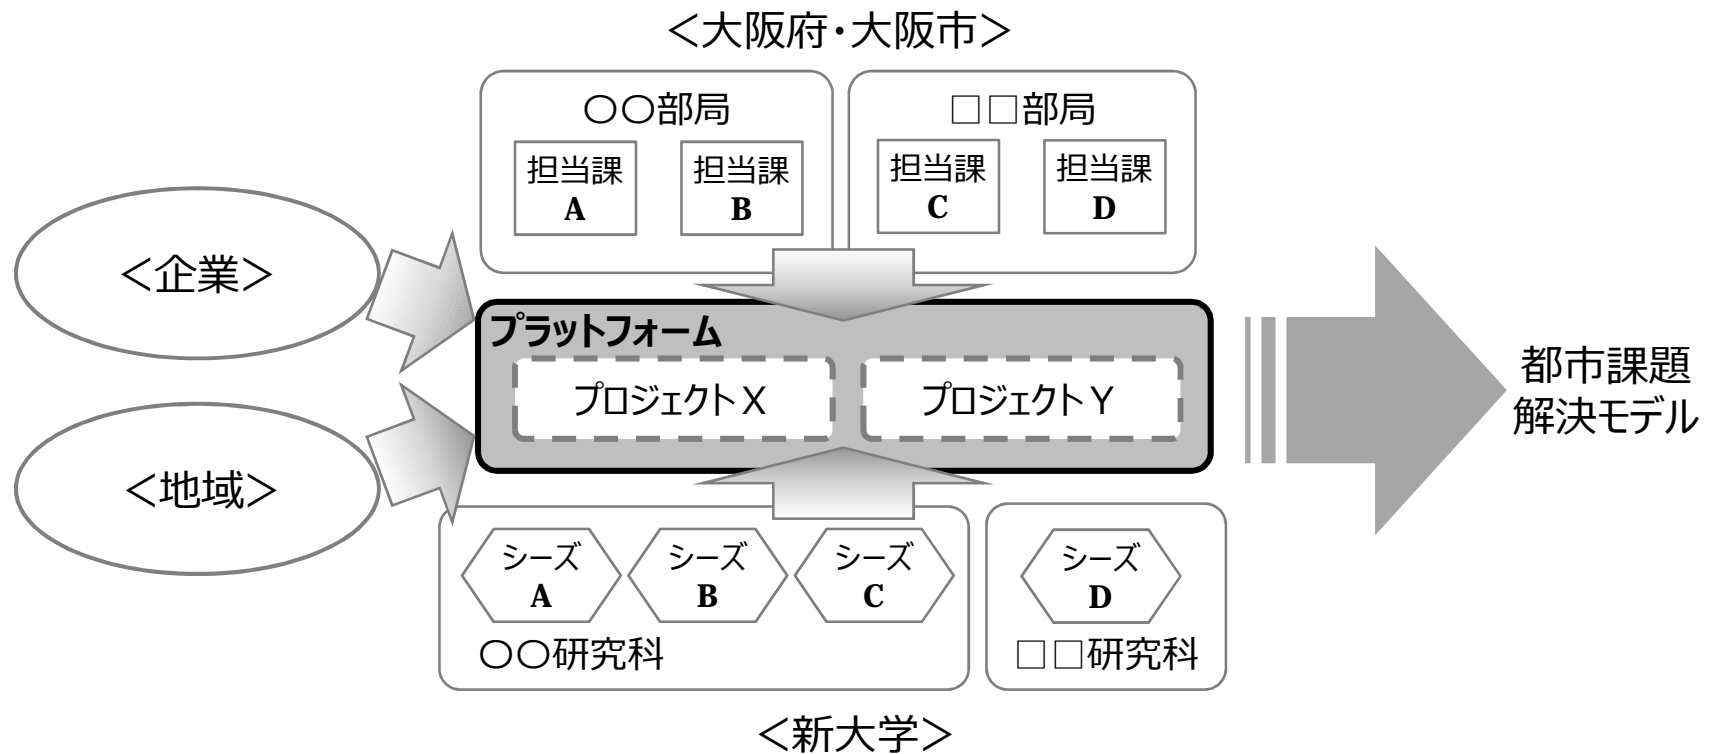 ＜大阪府・大阪市＞
○○部局
担当課
A
担当課
B
□□部局
担当課
C
担当課
D
＜企業＞
＜地域＞
プラットフォーム
プロジェクトX
プロジェクトY
都市課題
解決モデル
シーズ
A
シーズ
B
シーズ
C
○○研究科
シーズ
D
□□研究科
＜新大学＞